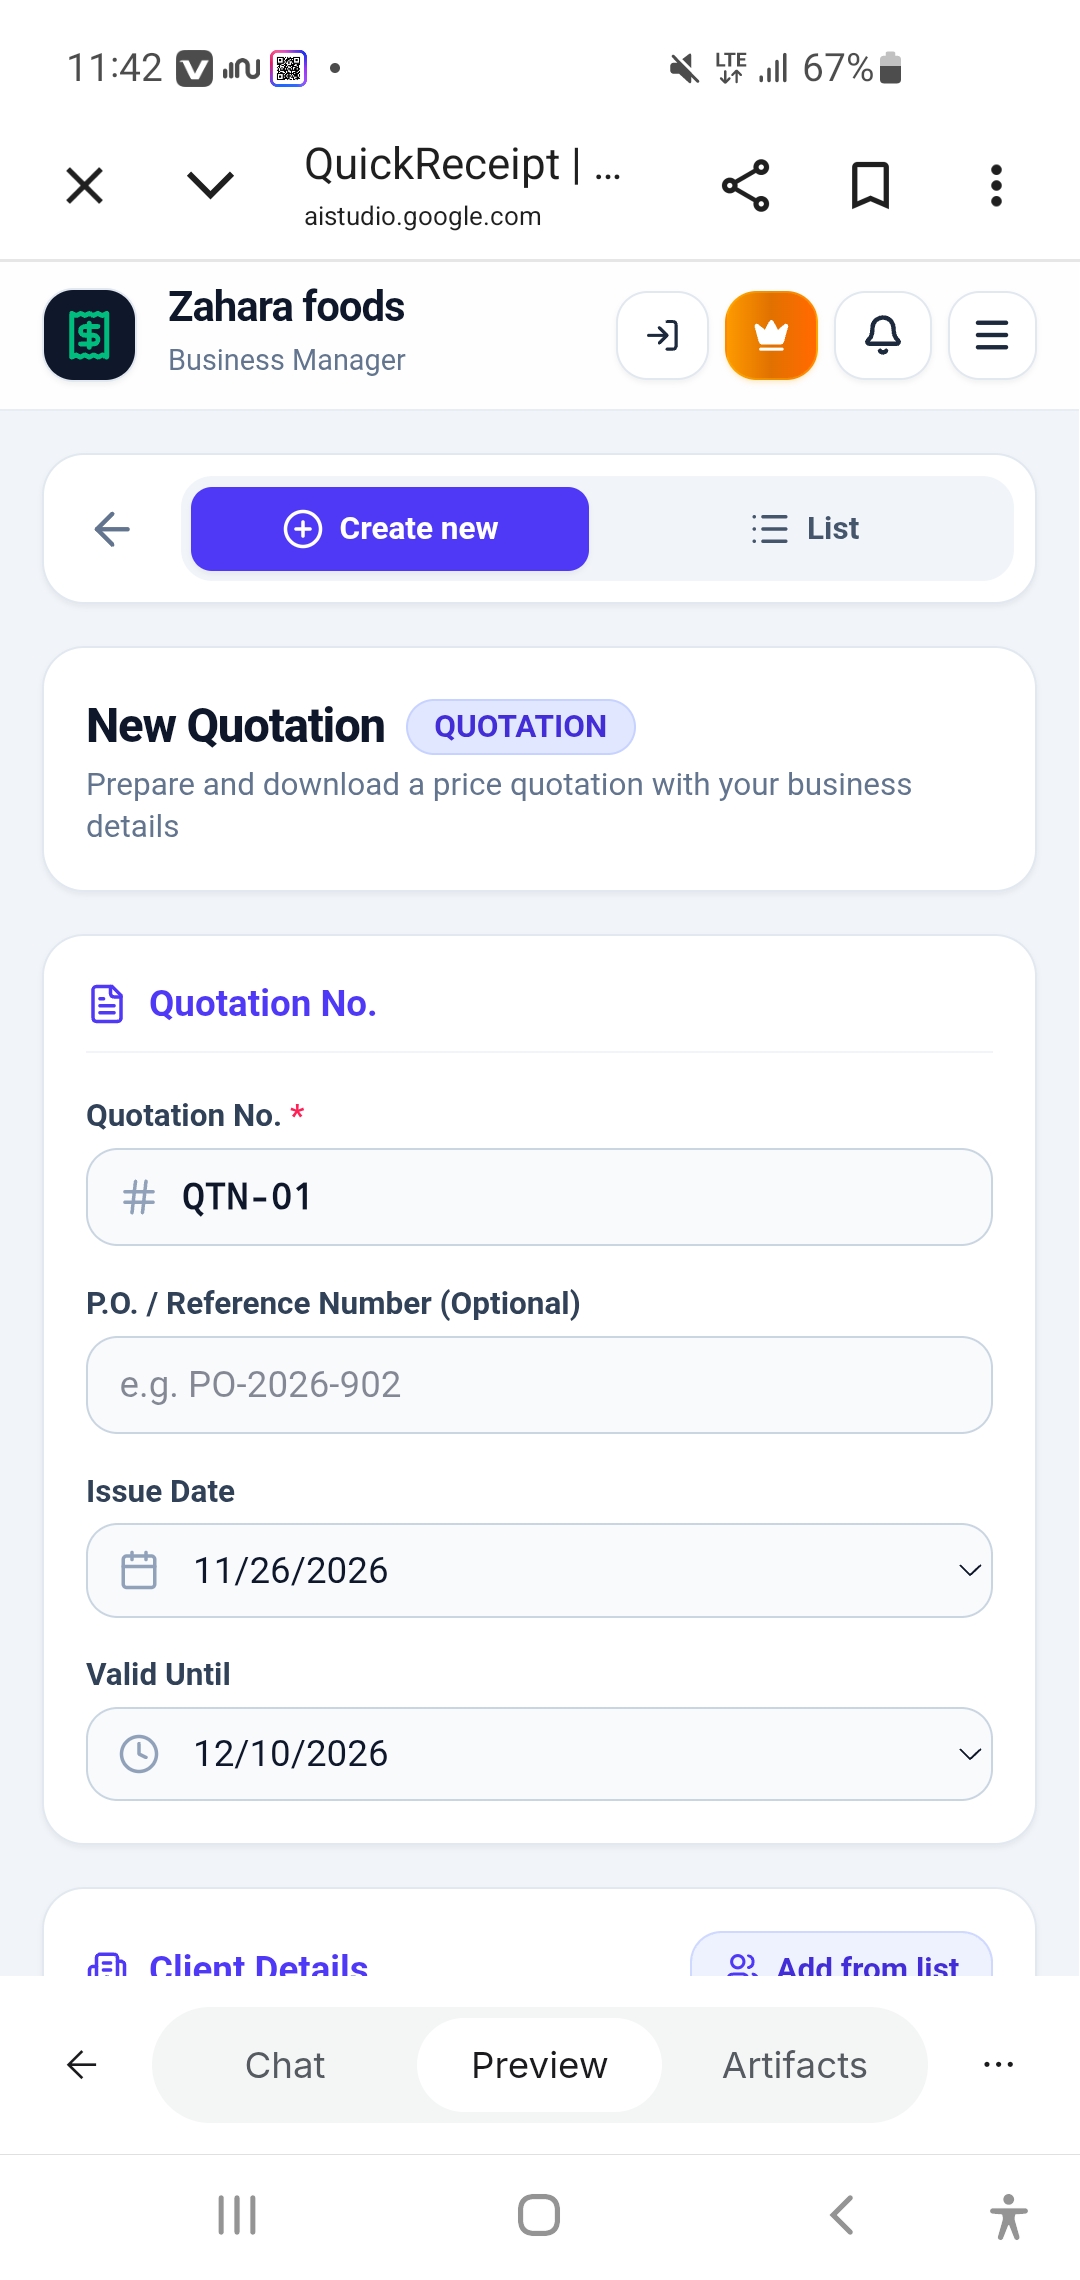 11:42
LTE
67%
QuickReceipt | ...
aistudio.google.com
Zahara foods
Business Manager
Create new
List
New Quotation
QUOTATION
Prepare and download a price quotation with your business
details
Quotation No.
Quotation No. *
# QTN-01
P.O. / Reference Number (Optional)
e.g. PO-2026-902
Issue Date
11/26/2026
Valid Until
12/10/2026
Client Details
Add from list
Chat
Preview
Artifacts